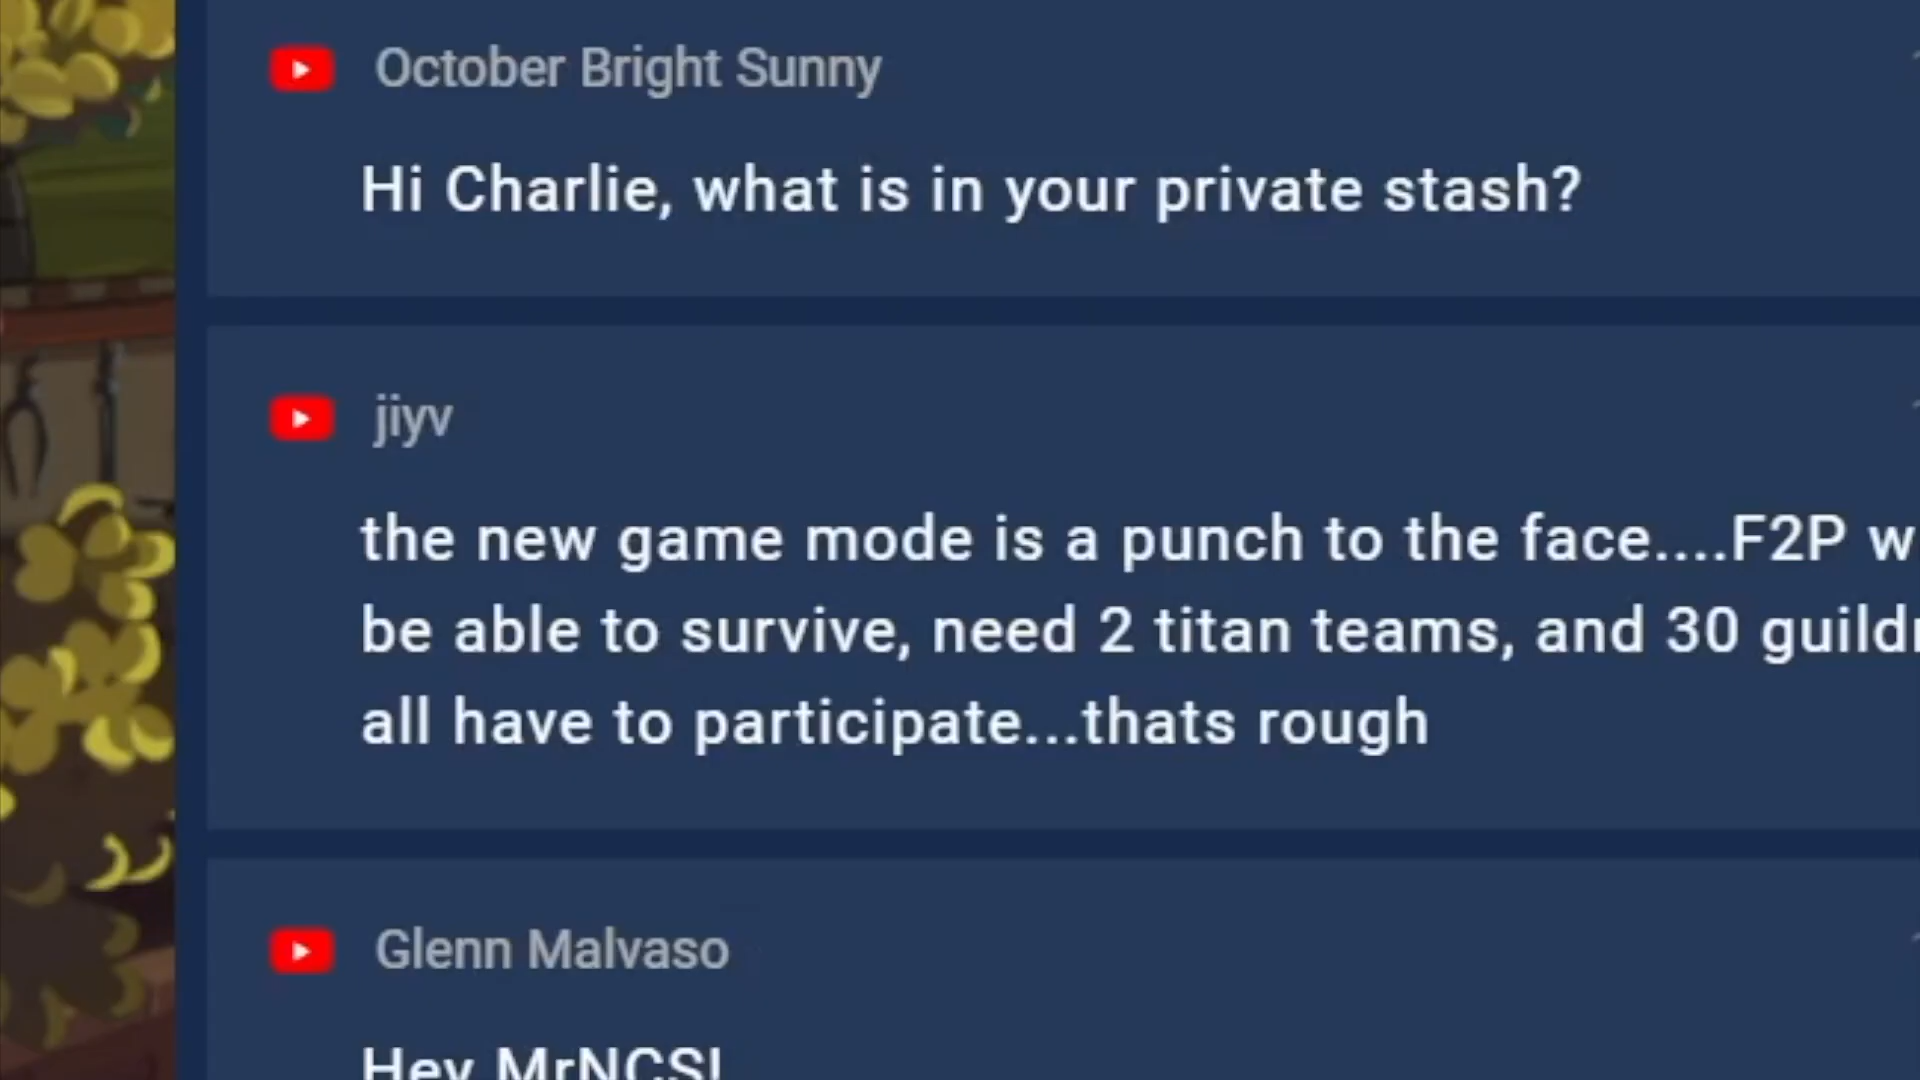 October Bright Sunny
Hi Charlie, what is in your private stash?
jiyv
the new game mode is a punch to the face....F2P
be able to survive, need 2 titan teams, and 30
all have to participate...thats rough
Glenn Malvaso
Hey MrNCS!